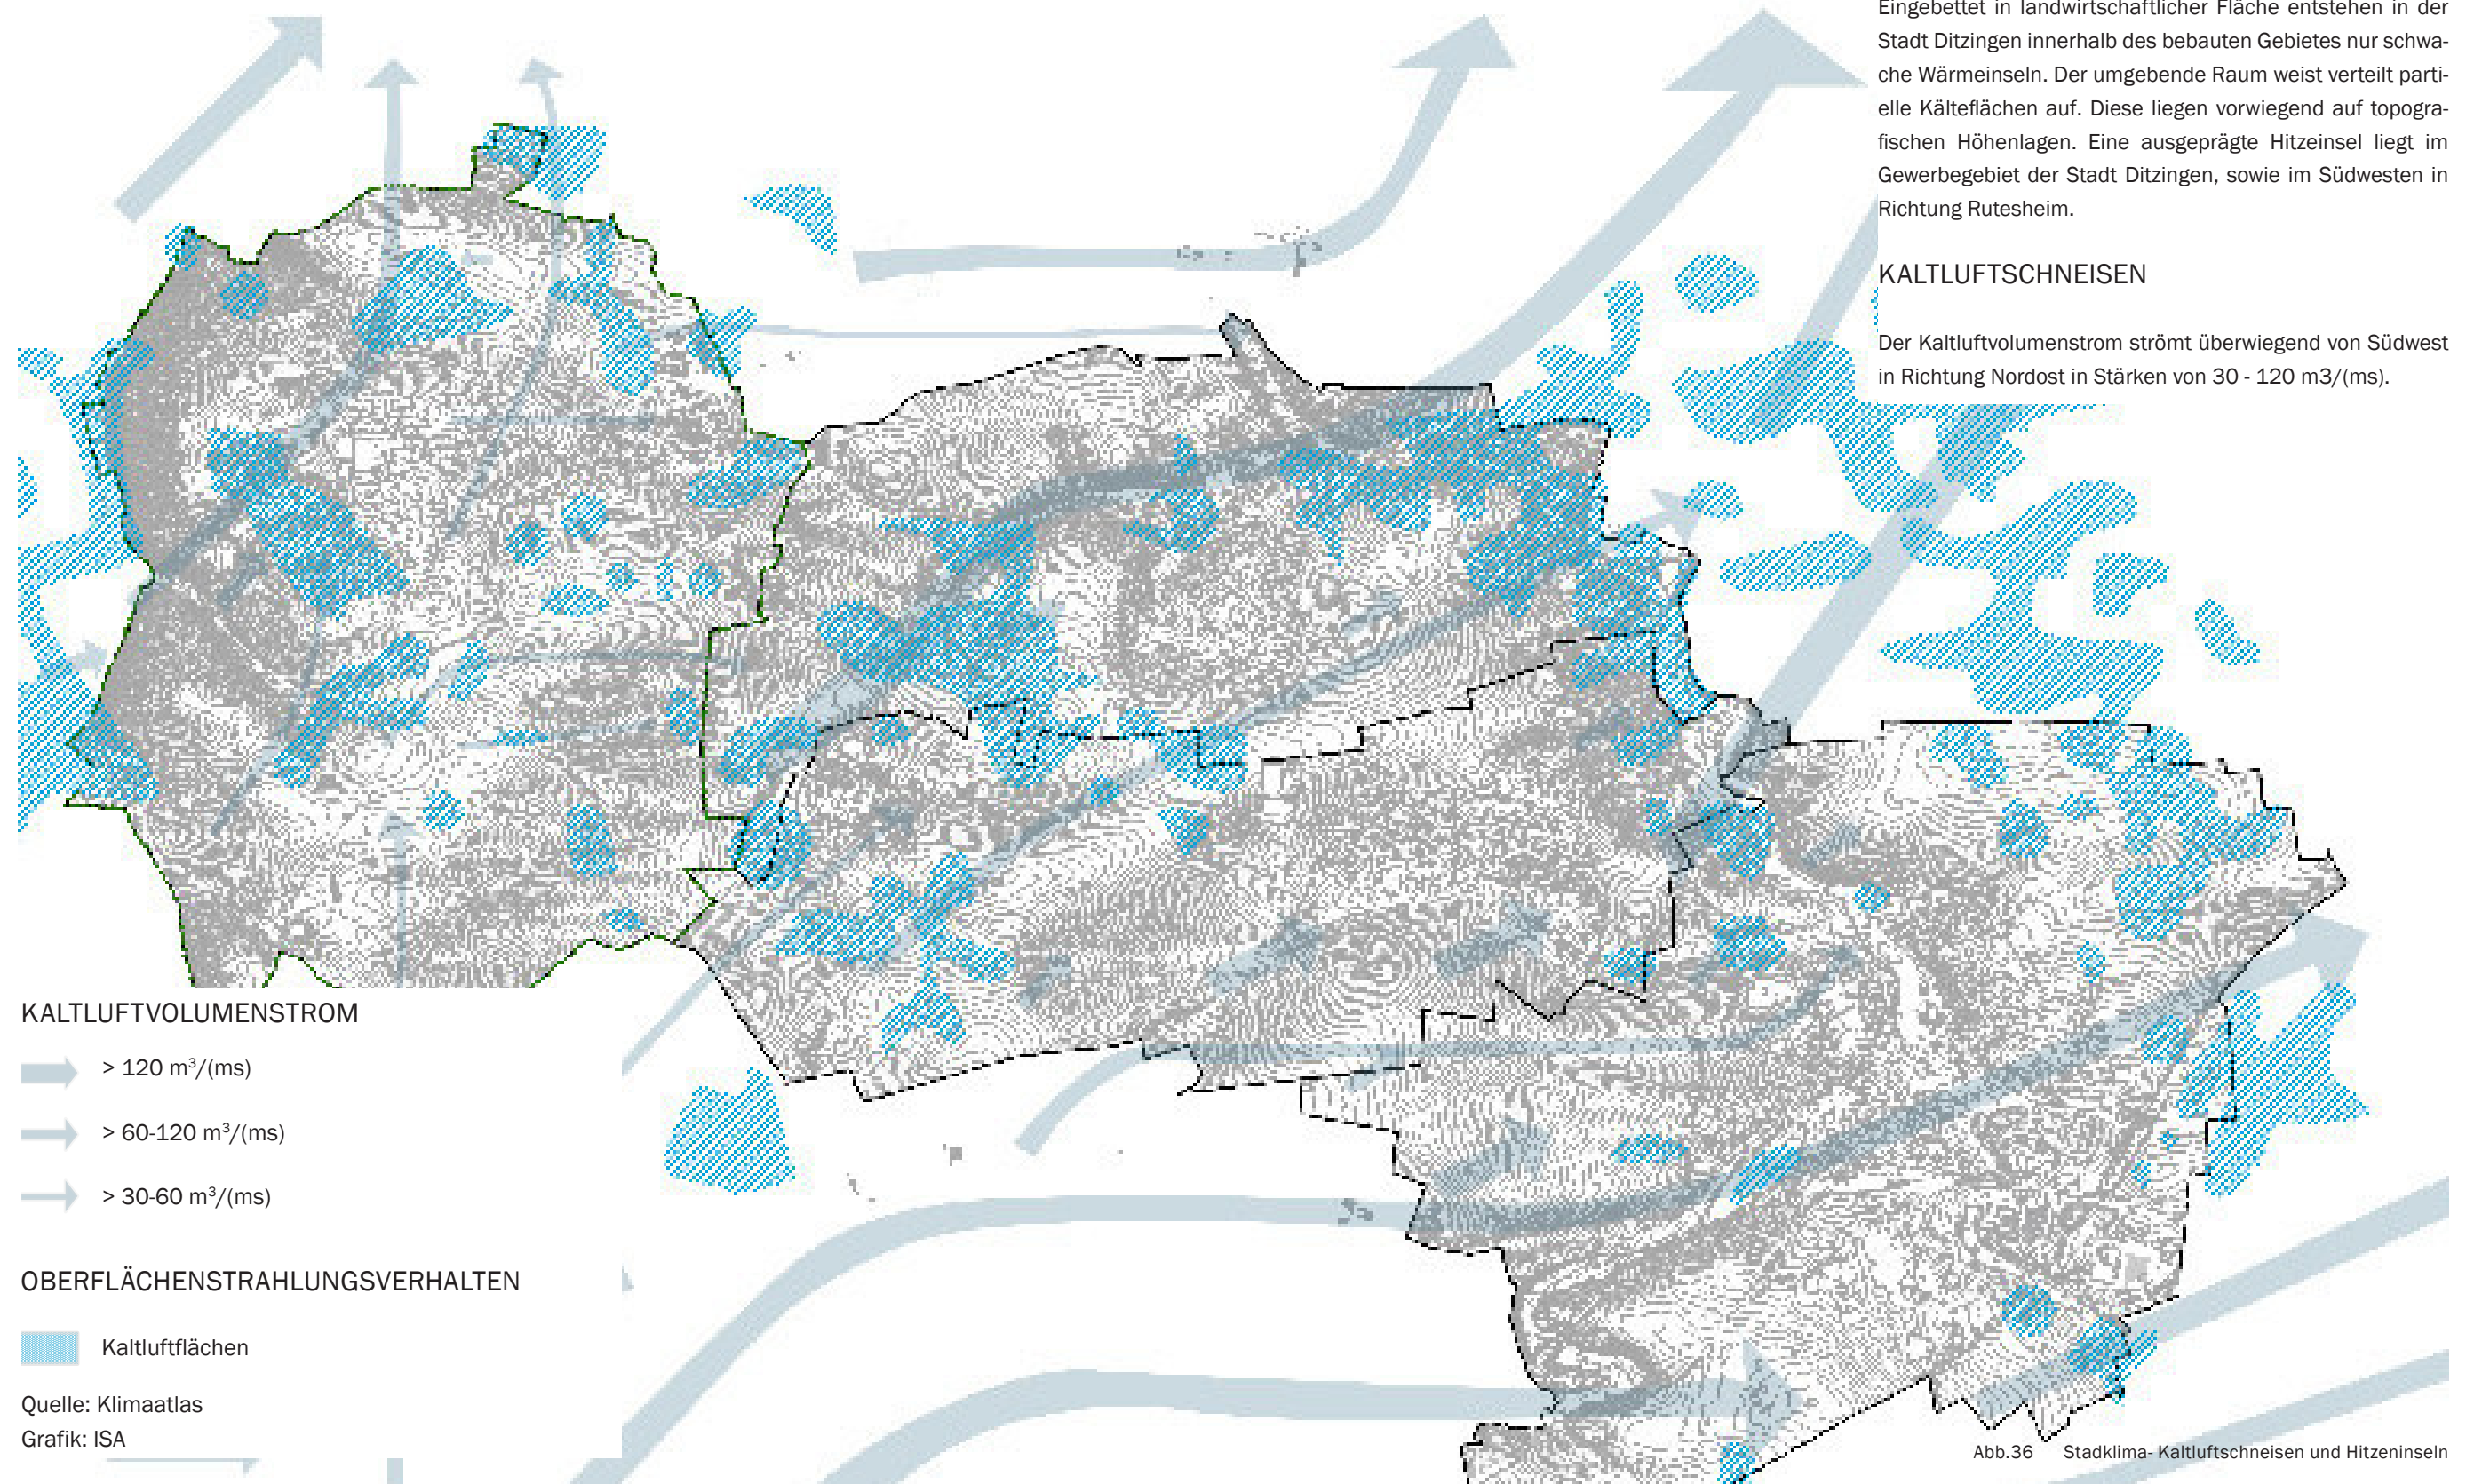 Eingebettet in landwirtschaftlicher Fläche entstehen in der
Stadt Ditzingen innerhalb des bebauten Gebietes nur schwa-
che Wärmeinseln. Der umgebende Raum weist verteilt parti-
elle Kälteflächen auf. Diese liegen vorwiegend auf topogra-
fischen Höhenlagen. Eine ausgeprägte Hitzeinsel liegt im
Gewerbegebiet der Stadt Ditzingen, sowie im Südwesten in
Richtung Rutesheim.
KALTLUFTSCHNEISEN
Der Kaltluftvolumenstrom strömt überwiegend von Südwest
in Richtung Nordost in Stärken von 30 - 120 m3/(ms).
KALTLUFTVOLUMENSTROM
> 120 m³/(ms)
> 60-120 m³/(ms)
> 30-60 m³/(ms)
OBERFLÄCHENSTRAHLUNGSVERHALTEN
Kaltluftflächen
Quelle: Klimaatlas
Grafik: ISA
Abb.36 Stadklima- Kaltluftschneisen und Hitzeninseln